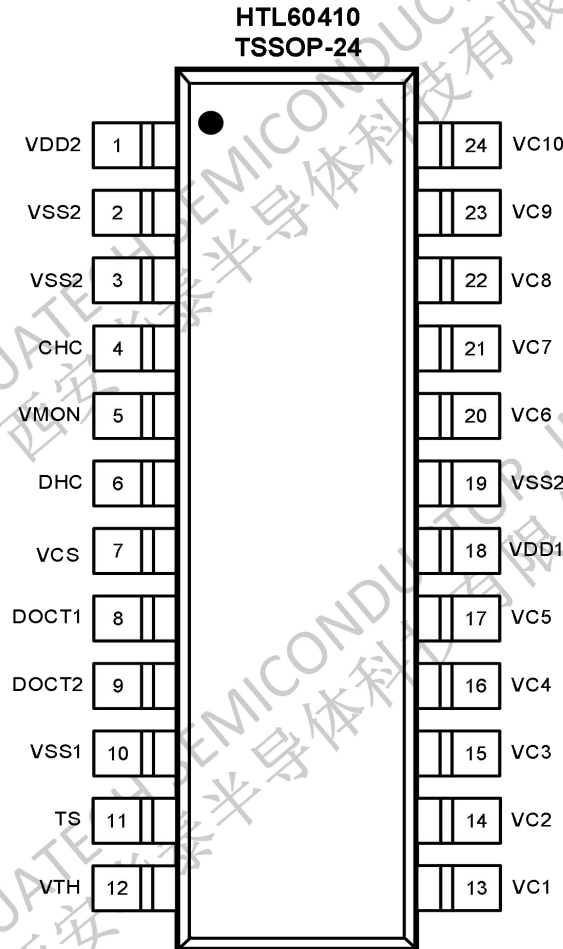 HTL60410
TSSOP-24
VDD2 1 24 VC10
VSS2 2 23 VC9
VSS2 3 22 VC8
CHC 4 21 VC7
VMON 5 20 VC6
DHC 6 19 VSS2
VCS 7 18 VDD1
DOCT1 8 17 VC5
DOCT2 9 16 VC4
VSS1 10 15 VC3
TS 11 14 VC2
VTH 12 13 VC1